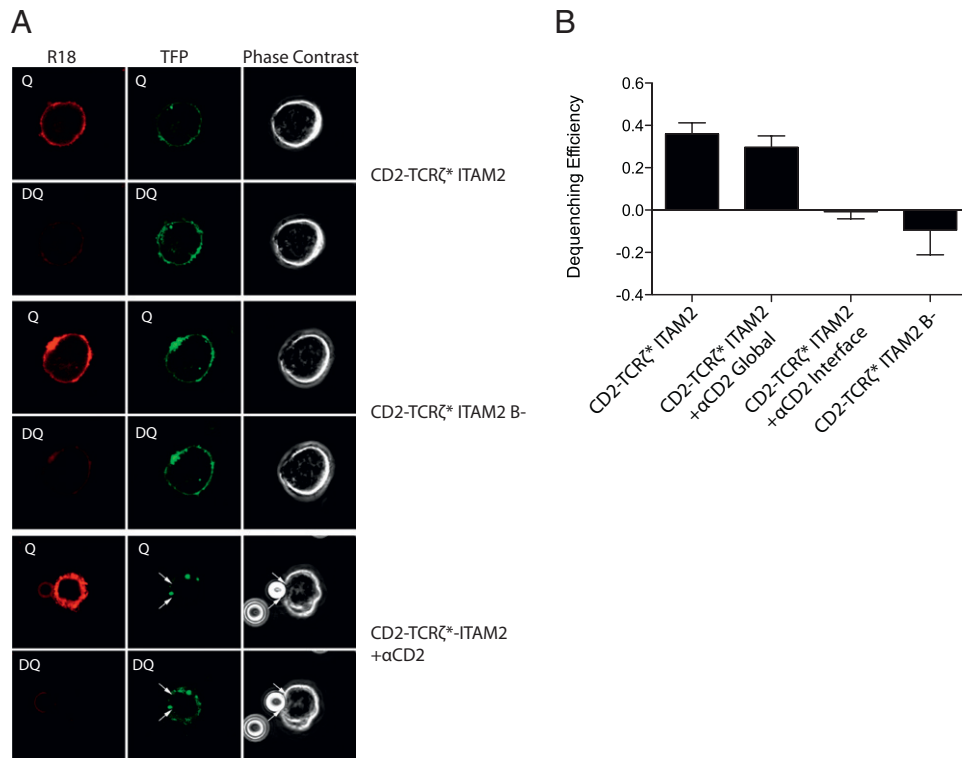 A
R18 TFP Phase Contrast
Q Q
CD2-TCRζ* ITAM2
DQ DQ
Q Q
CD2-TCRζ* ITAM2 B-
DQ DQ
Q Q
CD2-TCRζ*-ITAM2
+αCD2
DQ DQ
B
Dequenching Efficiency
0.6
0.4
0.2
0.0
-0.2
-0.4
CD2-TCRζ* ITAM2
CD2-TCRζ* ITAM2
+αCD2 Global
CD2-TCRζ* ITAM2
+αCD2 Interface
CD2-TCRζ* ITAM2 B-